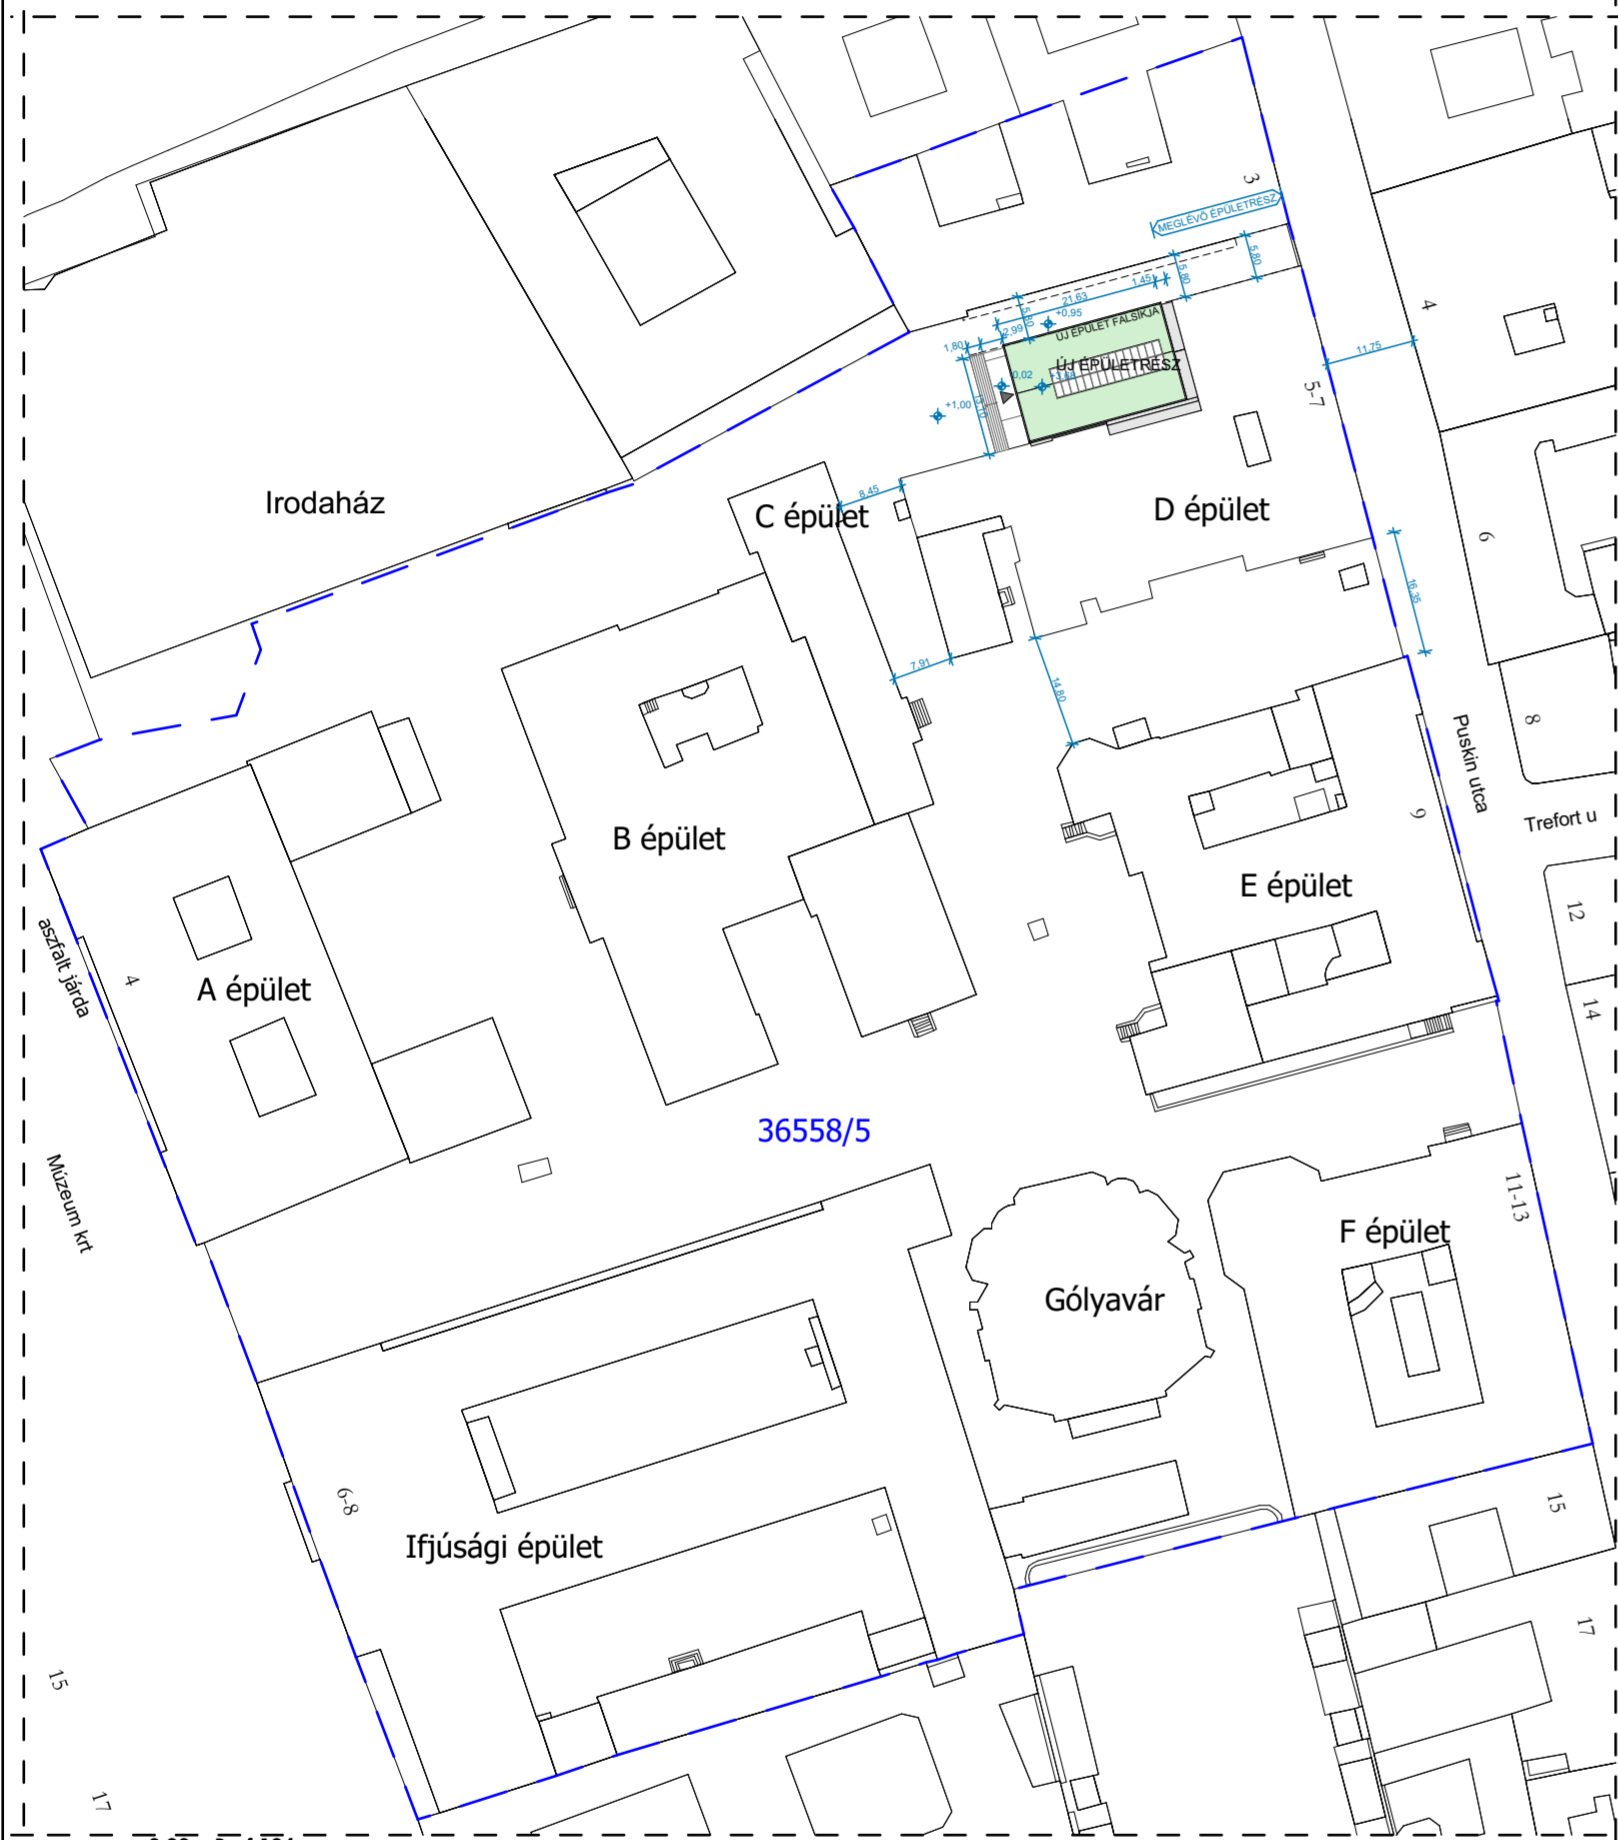 3
MEGLÉVŐ ÉPÜLETRÉSZ
5,80
5,80
1,45
21,63
5,80
+0,95
ÚJ ÉPÜLET FALSÍKJA
2,99
1,80
ÚJ ÉPÜLETRÉSZ
0,02
+1,00
4
11,75
5-7
Irodaház
8,45
C épület
D épület
6
16,35
7,91
14,80
Puskin utca
8
Trefort u
9
B épület
E épület
12
aszfalt járda
4
A épület
14
36558/5
Múzeum krt
11-13
F épület
Gólyavár
6-8
Ifjúsági épület
15
17
15
17